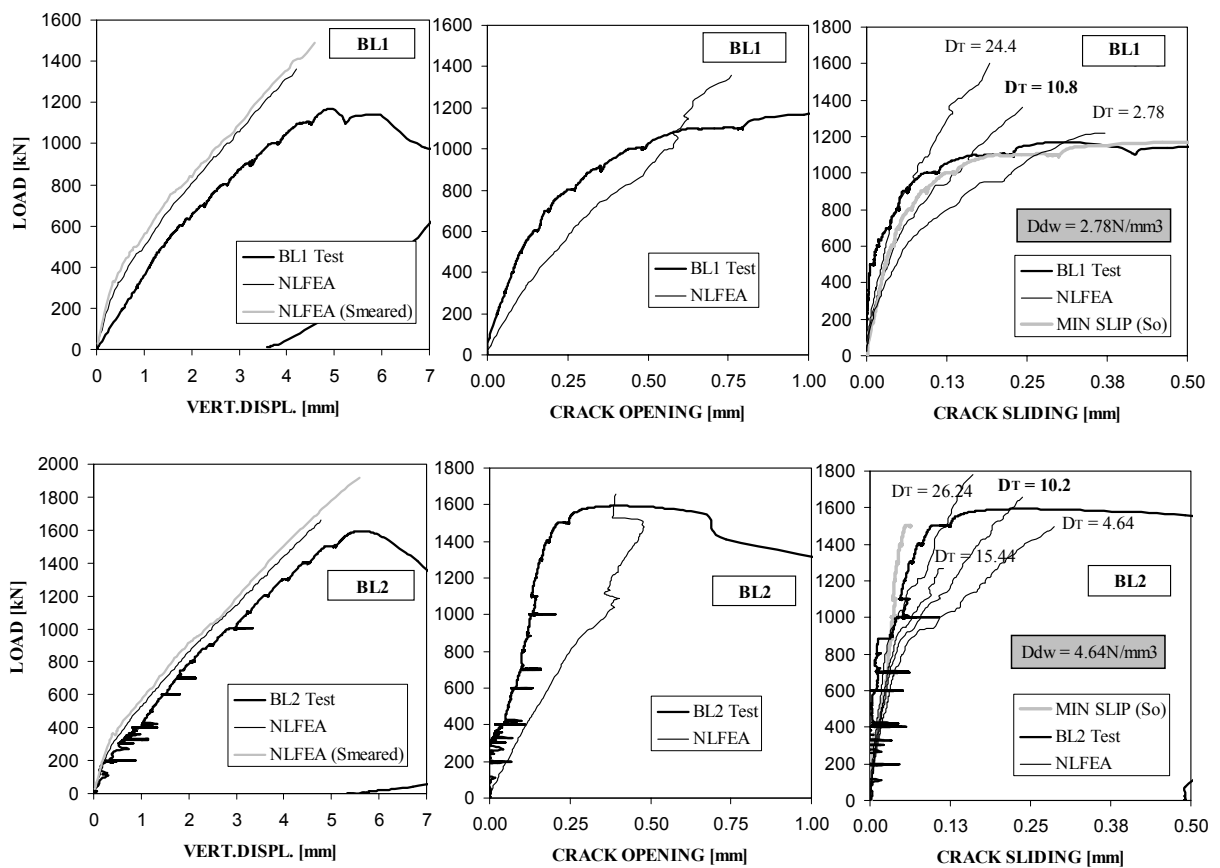 LOAD [kN]
1600
1400
1200
1000
800
600
400
200
0
BL1
BL1 Test
NLFEA
NLFEA (Smeared)
0 1 2 3 4 5 6 7
VERT.DISPL. [mm]
1600
1400
1200
1000
800
600
400
200
0
BL1
BL1 Test
NLFEA
0.00 0.25 0.50 0.75 1.00
CRACK OPENING [mm]
1800
1600
1400
1200
1000
800
600
400
200
0
DT = 24.4
BL1
DT = 10.8
DT = 2.78
Ddw = 2.78N/mm3
BL1 Test
NLFEA
MIN SLIP (So)
0.00 0.13 0.25 0.38 0.50
CRACK SLIDING [mm]
LOAD [kN]
2000
1800
1600
1400
1200
1000
800
600
400
200
0
BL2
BL2 Test
NLFEA
NLFEA (Smeared)
0 1 2 3 4 5 6 7
VERT.DISPL. [mm]
1800
1600
1400
1200
1000
800
600
400
200
0
BL2
BL2 Test
NLFEA
0.00 0.25 0.50 0.75 1.00
CRACK OPENING [mm]
1800
1600
1400
1200
1000
800
600
400
200
0
DT = 26.24
DT = 10.2
DT = 4.64
DT = 15.44
BL2
Ddw = 4.64N/mm3
MIN SLIP (So)
BL2 Test
NLFEA
0.00 0.13 0.25 0.38 0.50
CRACK SLIDING [mm]